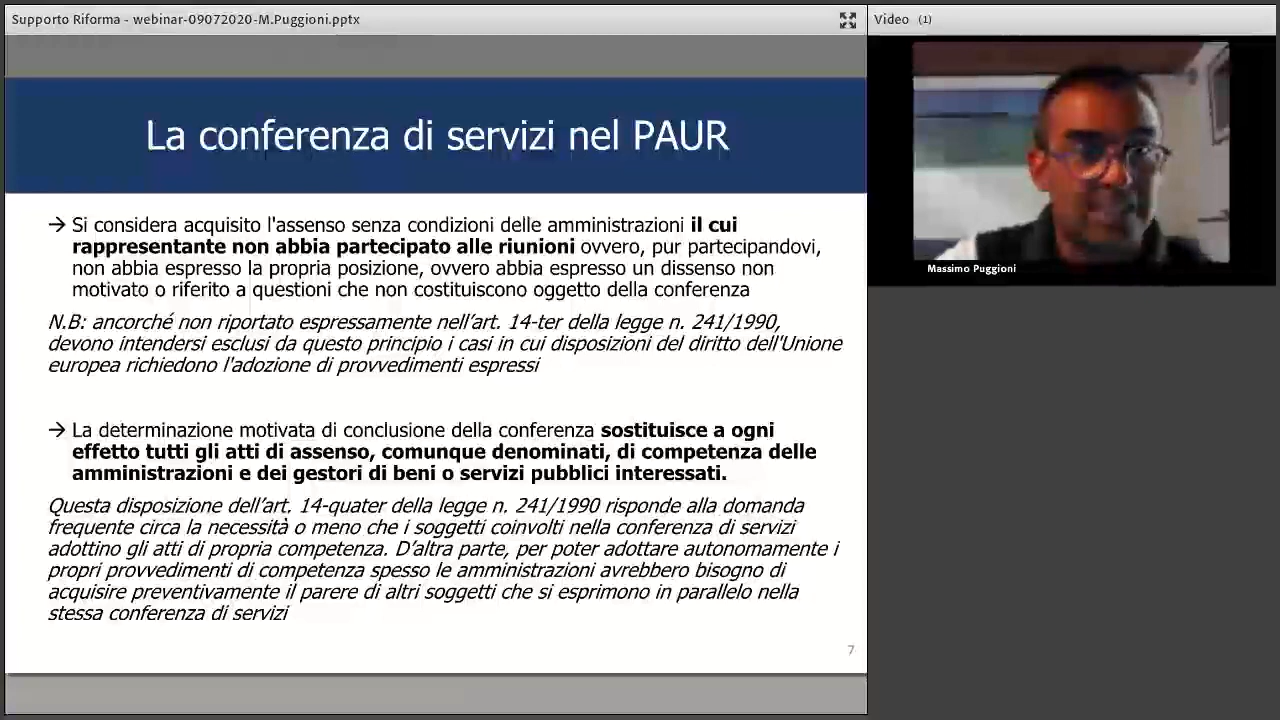 Supporto Riforma - webinar-09072020-M.Puggioni.pptx
Video (1)
La conferenza di servizi nel PAUR
→ Si considera acquisito l'assenso senza condizioni delle amministrazioni il cui
rappresentante non abbia partecipato alle riunioni ovvero, pur partecipandovi,
non abbia espresso la propria posizione, ovvero abbia espresso un dissenso non
motivato o riferito a questioni che non costituiscono oggetto della conferenza
N.B: ancorché non riportato espressamente nell'art. 14-ter della legge n. 241/1990,
devono intendersi esclusi da questo principio i casi in cui disposizioni del diritto dell'Unione
europea richiedono l'adozione di provvedimenti espressi
→ La determinazione motivata di conclusione della conferenza sostituisce a ogni
effetto tutti gli atti di assenso, comunque denominati, di competenza delle
amministrazioni e dei gestori di beni o servizi pubblici interessati.
Questa disposizione dell'art. 14-quater della legge n. 241/1990 risponde alla domanda
frequente circa la necessità o meno che i soggetti coinvolti nella conferenza di servizi
adottino gli atti di propria competenza. D'altra parte, per poter adottare autonomamente i
propri provvedimenti di competenza spesso le amministrazioni avrebbero bisogno di
acquisire preventivamente il parere di altri soggetti che si esprimono in parallelo nella
stessa conferenza di servizi
7
Massimo Puggioni